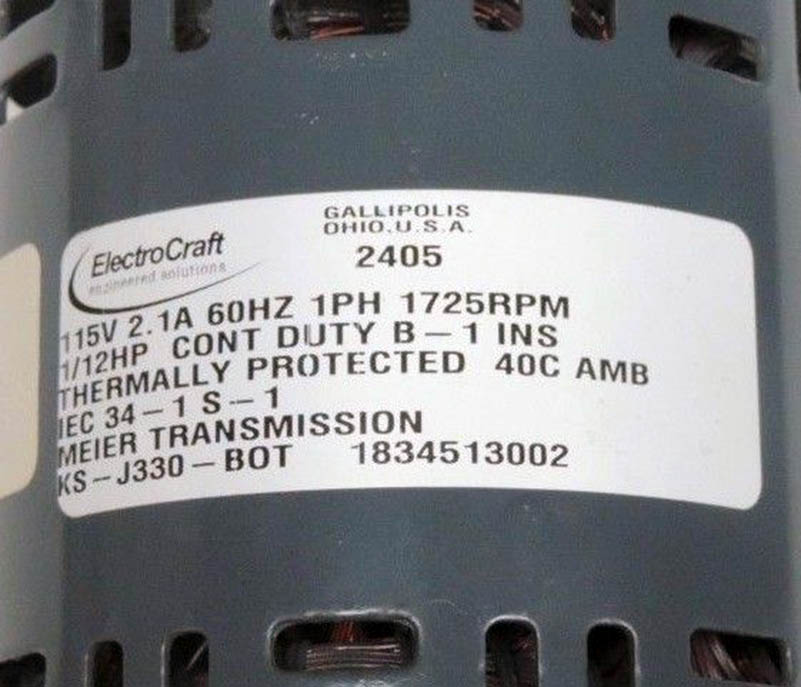 GALLIPOLIS
OHIO.U.S.A.
ElectroCraft
engineered solutions
2405
115V 2.1A 60HZ 1PH 1725RPM
1/12HP CONT DUTY B-1 INS
THERMALLY PROTECTED 40C AMB
IEC 34-1 S-1
MEIER TRANSMISSION
KS-J330-BOT 1834513002